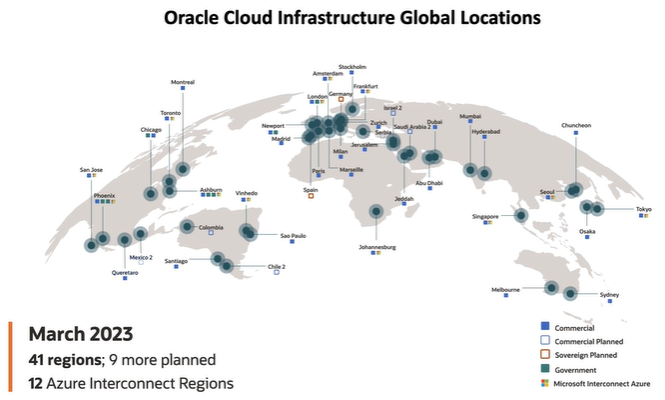 Oracle Cloud Infrastructure Global Locations
Stockholm
Amsterdam
Montreal
Frankfurt
London
Germany
Israel 2
Toronto
Mumbai
Dubai
Zurich
Saudi Arabia 2
Chuncheon
Chicago
Newport
Serbia
Hyderabad
Madrid
Jerusalem
Milan
San Jose
Paris
Marseille
Abu Dhabi
Ashburn
Spain
Seoul
Phoenix
Vinhedo
Jeddah
Tokyo
Singapore
Colombia
Osaka
Sao Paulo
Johannesburg
Mexico 2
Santiago
Chile 2
Queretaro
Melbourne
Sydney
March 2023
41 regions; 9 more planned
12 Azure Interconnect Regions
Commercial
Commercial Planned
Sovereign Planned
Government
Microsoft Interconnect Azure